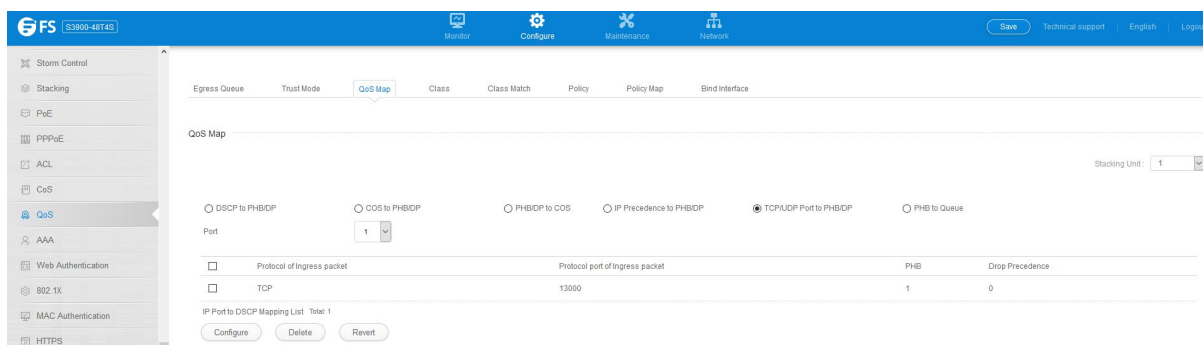 FS S3900-48T4S
Monitor Configure Maintenance Network
Save Technical support English Logou
Storm Control
Stacking
PoE
PPPoE
ACL
CoS
QoS
AAA
Web Authentication
802.1X
MAC Authentication
HTTPS
Egress Queue Trust Mode QoS Map Class Class Match Policy Policy Map Bind Interface
QoS Map
Stacking Unit : 1
DSCP to PHB/DP COS to PHB/DP PHB/DP to COS IP Precedence to PHB/DP TCP/UDP Port to PHB/DP PHB to Queue
Port 1
Protocol of Ingress packet Protocol port of Ingress packet PHB Drop Precedence
TCP 13000 1 0
IP Port to DSCP Mapping List Total: 1
Configure Delete Revert